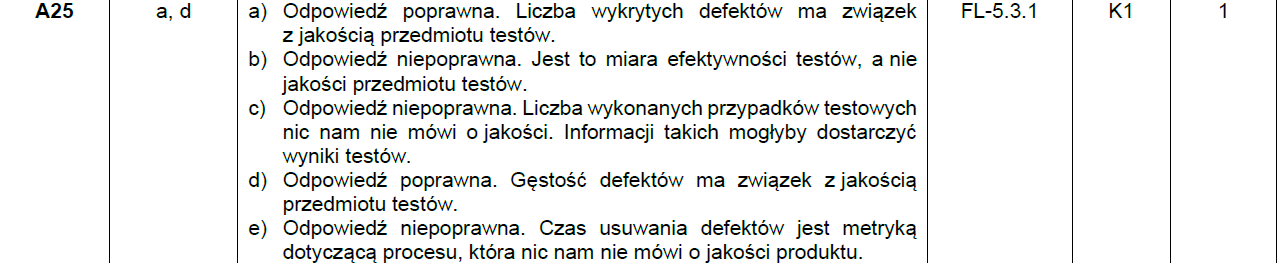 A25 a, d a) Odpowiedź poprawna. Liczba wykrytych defektów ma związek FL-5.3.1 K1 1
z jakością przedmiotu testów.
b) Odpowiedź niepoprawna. Jest to miara efektywności testów, a nie
jakości przedmiotu testów.
c) Odpowiedź niepoprawna. Liczba wykonanych przypadków testowych
nic nam nie mówi o jakości. Informacji takich mogłyby dostarczyć
wyniki testów.
d) Odpowiedź poprawna. Gęstość defektów ma związek z jakością
przedmiotu testów.
e) Odpowiedź niepoprawna. Czas usuwania defektów jest metryką
dotyczącą procesu, która nic nam nie mówi o jakości produktu.